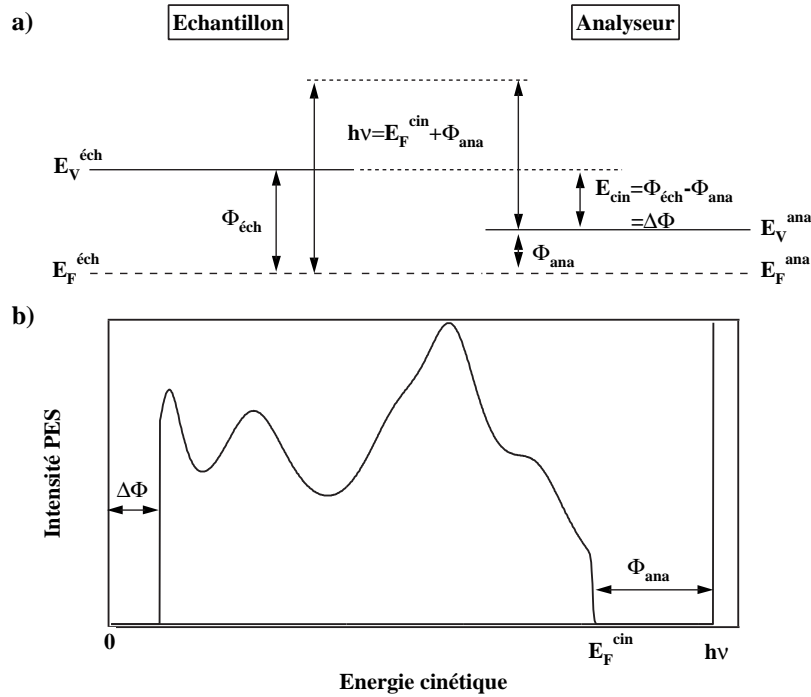 a)
Echantillon
Analyseur
hν=E_F^cin+Φ_ana
E_V^éch
Φ_éch
E_cin=Φ_éch-Φ_ana
=ΔΦ
E_V^ana
E_F^éch
Φ_ana
E_F^ana
b)
Intensité PES
ΔΦ
Φ_ana
0
E_F^cin
hν
Energie cinétique